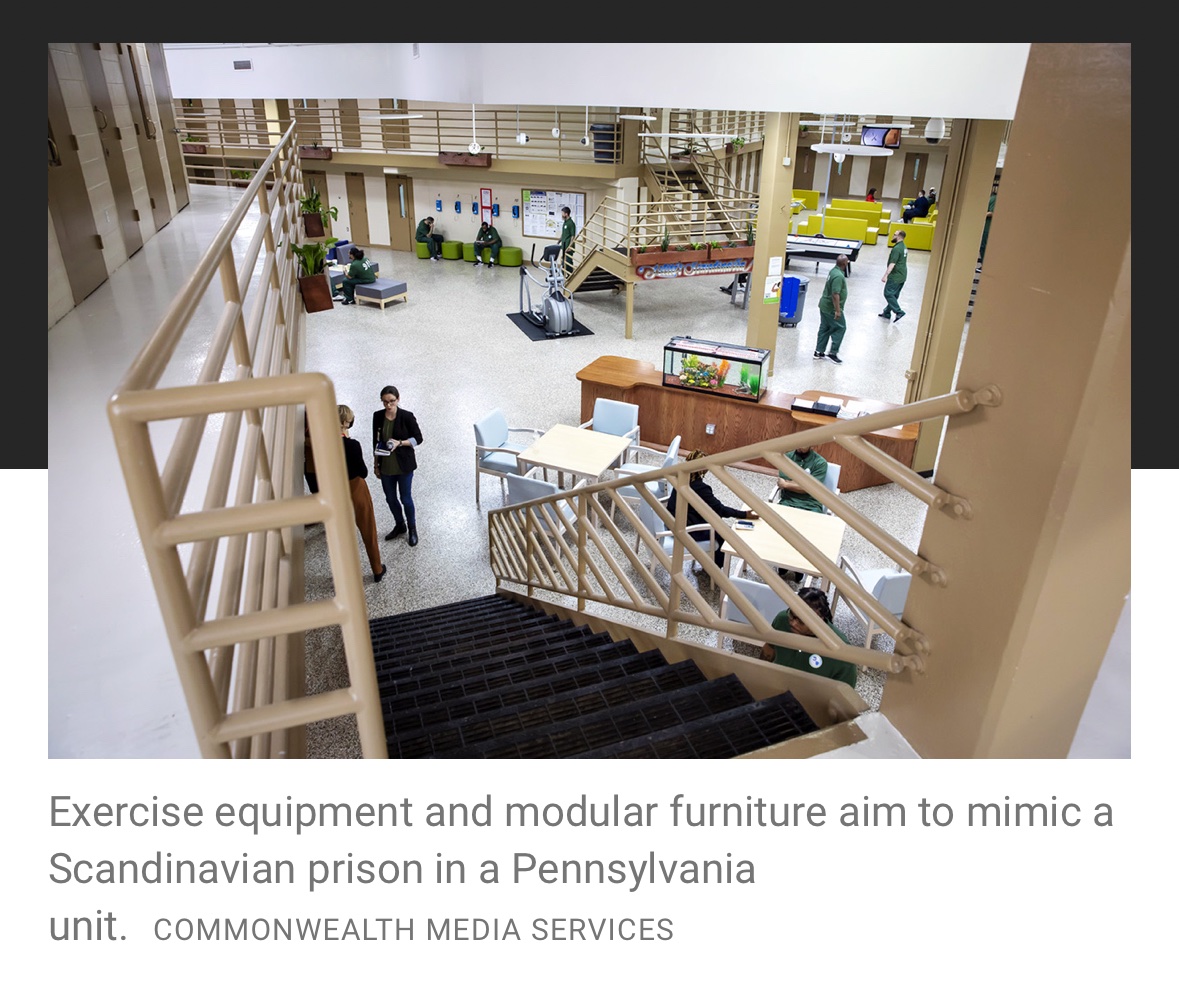 Exercise equipment and modular furniture aim to mimic a
Scandinavian prison in a Pennsylvania
unit. COMMONWEALTH MEDIA SERVICES